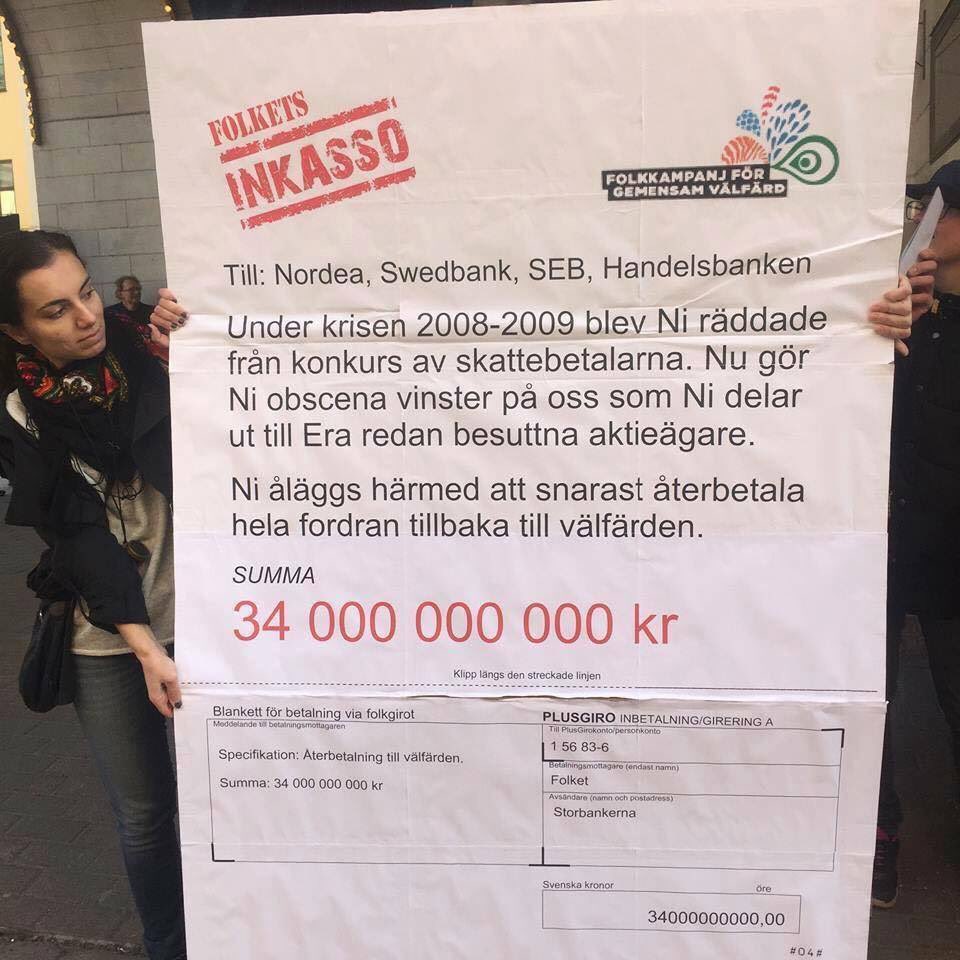 FOLKETS
INKASSO
FOLKKAMPANJ FÖR
GEMENSAM VÄLFÄRD
Till: Nordea, Swedbank, SEB, Handelsbanken
Under krisen 2008-2009 blev Ni räddade
från konkurs av skattebetalarna. Nu gör
Ni obscena vinster på oss som Ni delar
ut till Era redan besuttna aktieägare.
Ni åläggs härmed att snarast återbetala
hela fordran tillbaka till välfärden.
SUMMA
34 000 000 000 kr
Klipp längs den streckade linjen
Blankett för betalning via folkgirot
Meddelande till betalningsmottagaren
Specifikation: Återbetalning till välfärden.
Summa: 34 000 000 000 kr
PLUSGIRO INBETALNING/GIRERING A
Till PlusGirokonto/personkonto
1 56 83-6
Betalningsmottagare (endast namn)
Folket
Avsändare (namn och postadress)
Storbankerna
Svenska kronor öre
34000000000,00
#04#